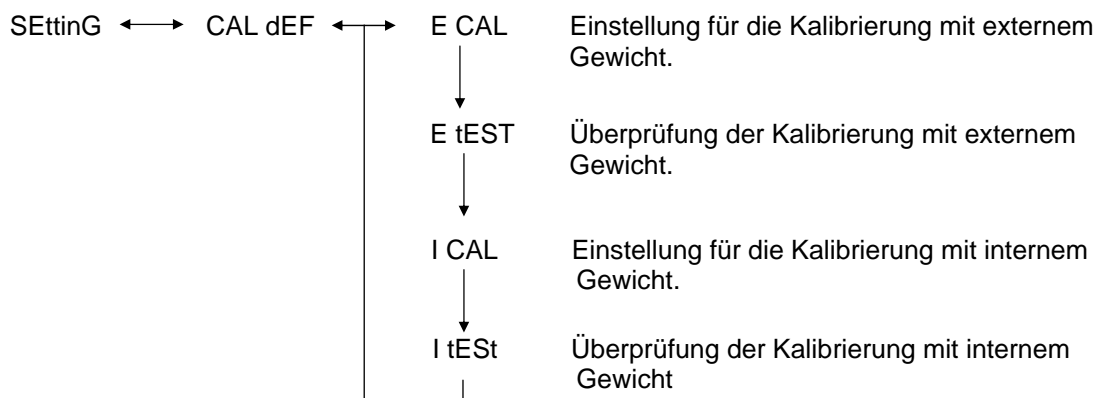 SEttinG CAL dEF E CAL Einstellung für die Kalibrierung mit externem
Gewicht.
E tEST Überprüfung der Kalibrierung mit externem
Gewicht.
I CAL Einstellung für die Kalibrierung mit internem
Gewicht.
I tESt Überprüfung der Kalibrierung mit internem
Gewicht